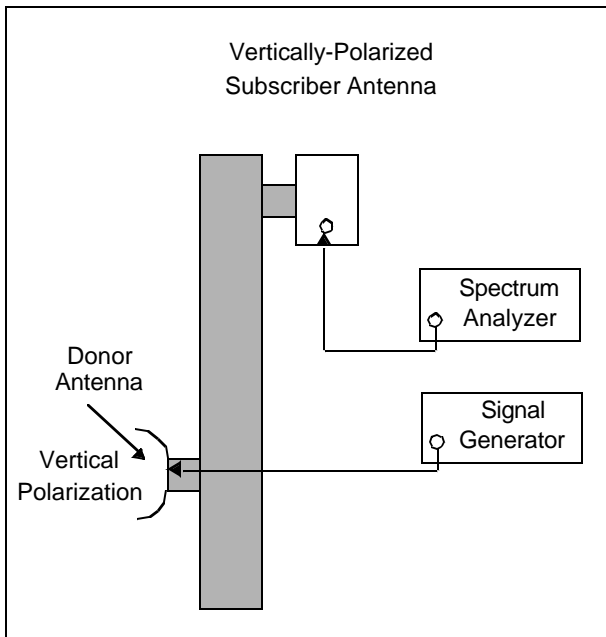 Vertically-Polarized
Subscriber Antenna
Spectrum
Analyzer
Donor
Antenna
Signal
Generator
Vertical
Polarization